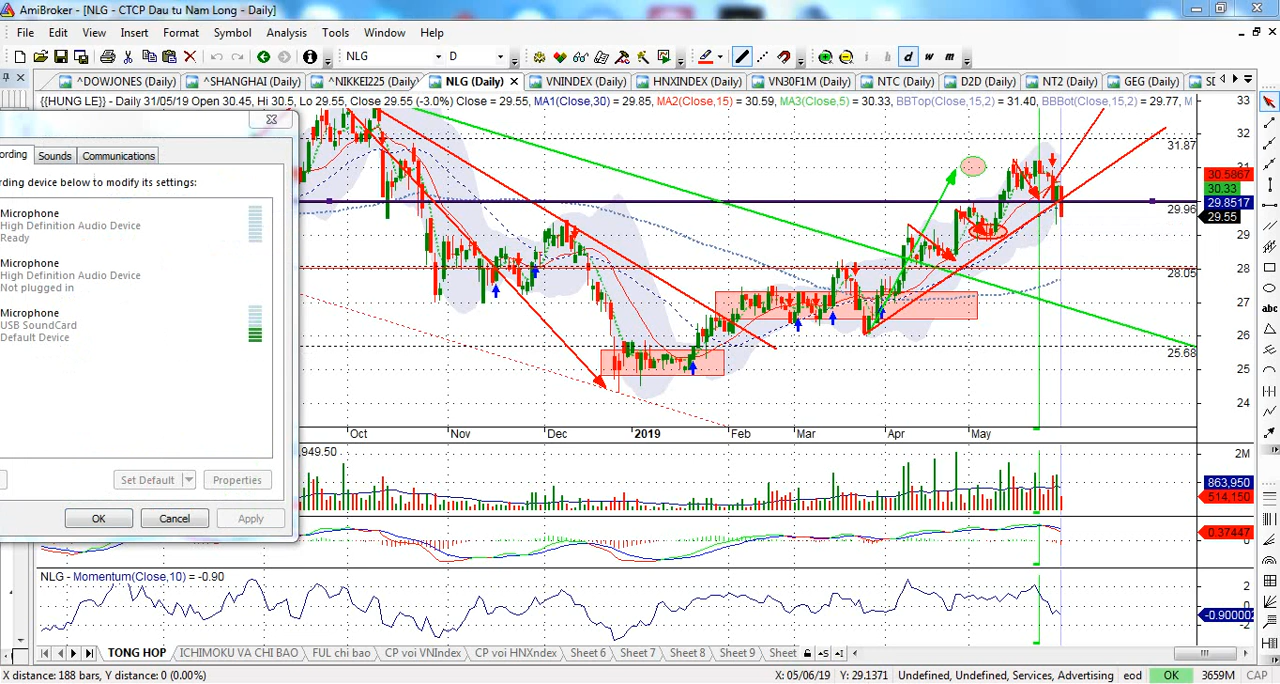 AmiBroker - [NLG - CTCP Dau tu Nam Long - Daily]
File Edit View Insert Format Symbol Analysis Tools Window Help
NLG D i h d w m
^DOWJONES (Daily) ^SHANGHAI (Daily) ^NIKKEI225 (Daily) NLG (Daily) VNINDEX (Daily) HNXINDEX (Daily) VN30F1M (Daily) NTC (Daily) D2D (Daily) NT2 (Daily) GEG (Daily)
{{HUNG LE}} - Daily 31/05/19 Open 30.45, Hi 30.5, Lo 29.55, Close 29.55 (-3.0%) Close = 29.55, MA1(Close,30) = 29.85, MA2(Close,15) = 30.59, MA3(Close,5) = 30.33, BBTop(Close,15,2) = 31.40, BBBot(Close,15,2) = 29.77, M
33
32
31.87
31
30.5867
30.33
29.8517
29.96
29.55
29
28
28.05
27
26
25.68
25
24
abc
ording Sounds Communications
rding device below to modify its settings:
Microphone
High Definition Audio Device
Ready
Microphone
High Definition Audio Device
Not plugged in
Microphone
USB SoundCard
Default Device
Set Default Properties
OK Cancel Apply
Oct Nov Dec 2019 Feb Mar Apr May
949.50
2M
863,950
514,150
0.37447
NLG - Momentum(Close,10) = -0.90
2
0
-0.900002
-2
TONG HOP ICHIMOKU VA CHI BAO FUL chi bao CP voi VNIndex CP voi HNXndex Sheet 6 Sheet 7 Sheet 8 Sheet 9 Sheet
X distance: 188 bars, Y distance: 0 (0.00%) X: 05/06/19 Y: 29.1371 Undefined, Undefined, Services, Advertising eod OK 3659M CAP